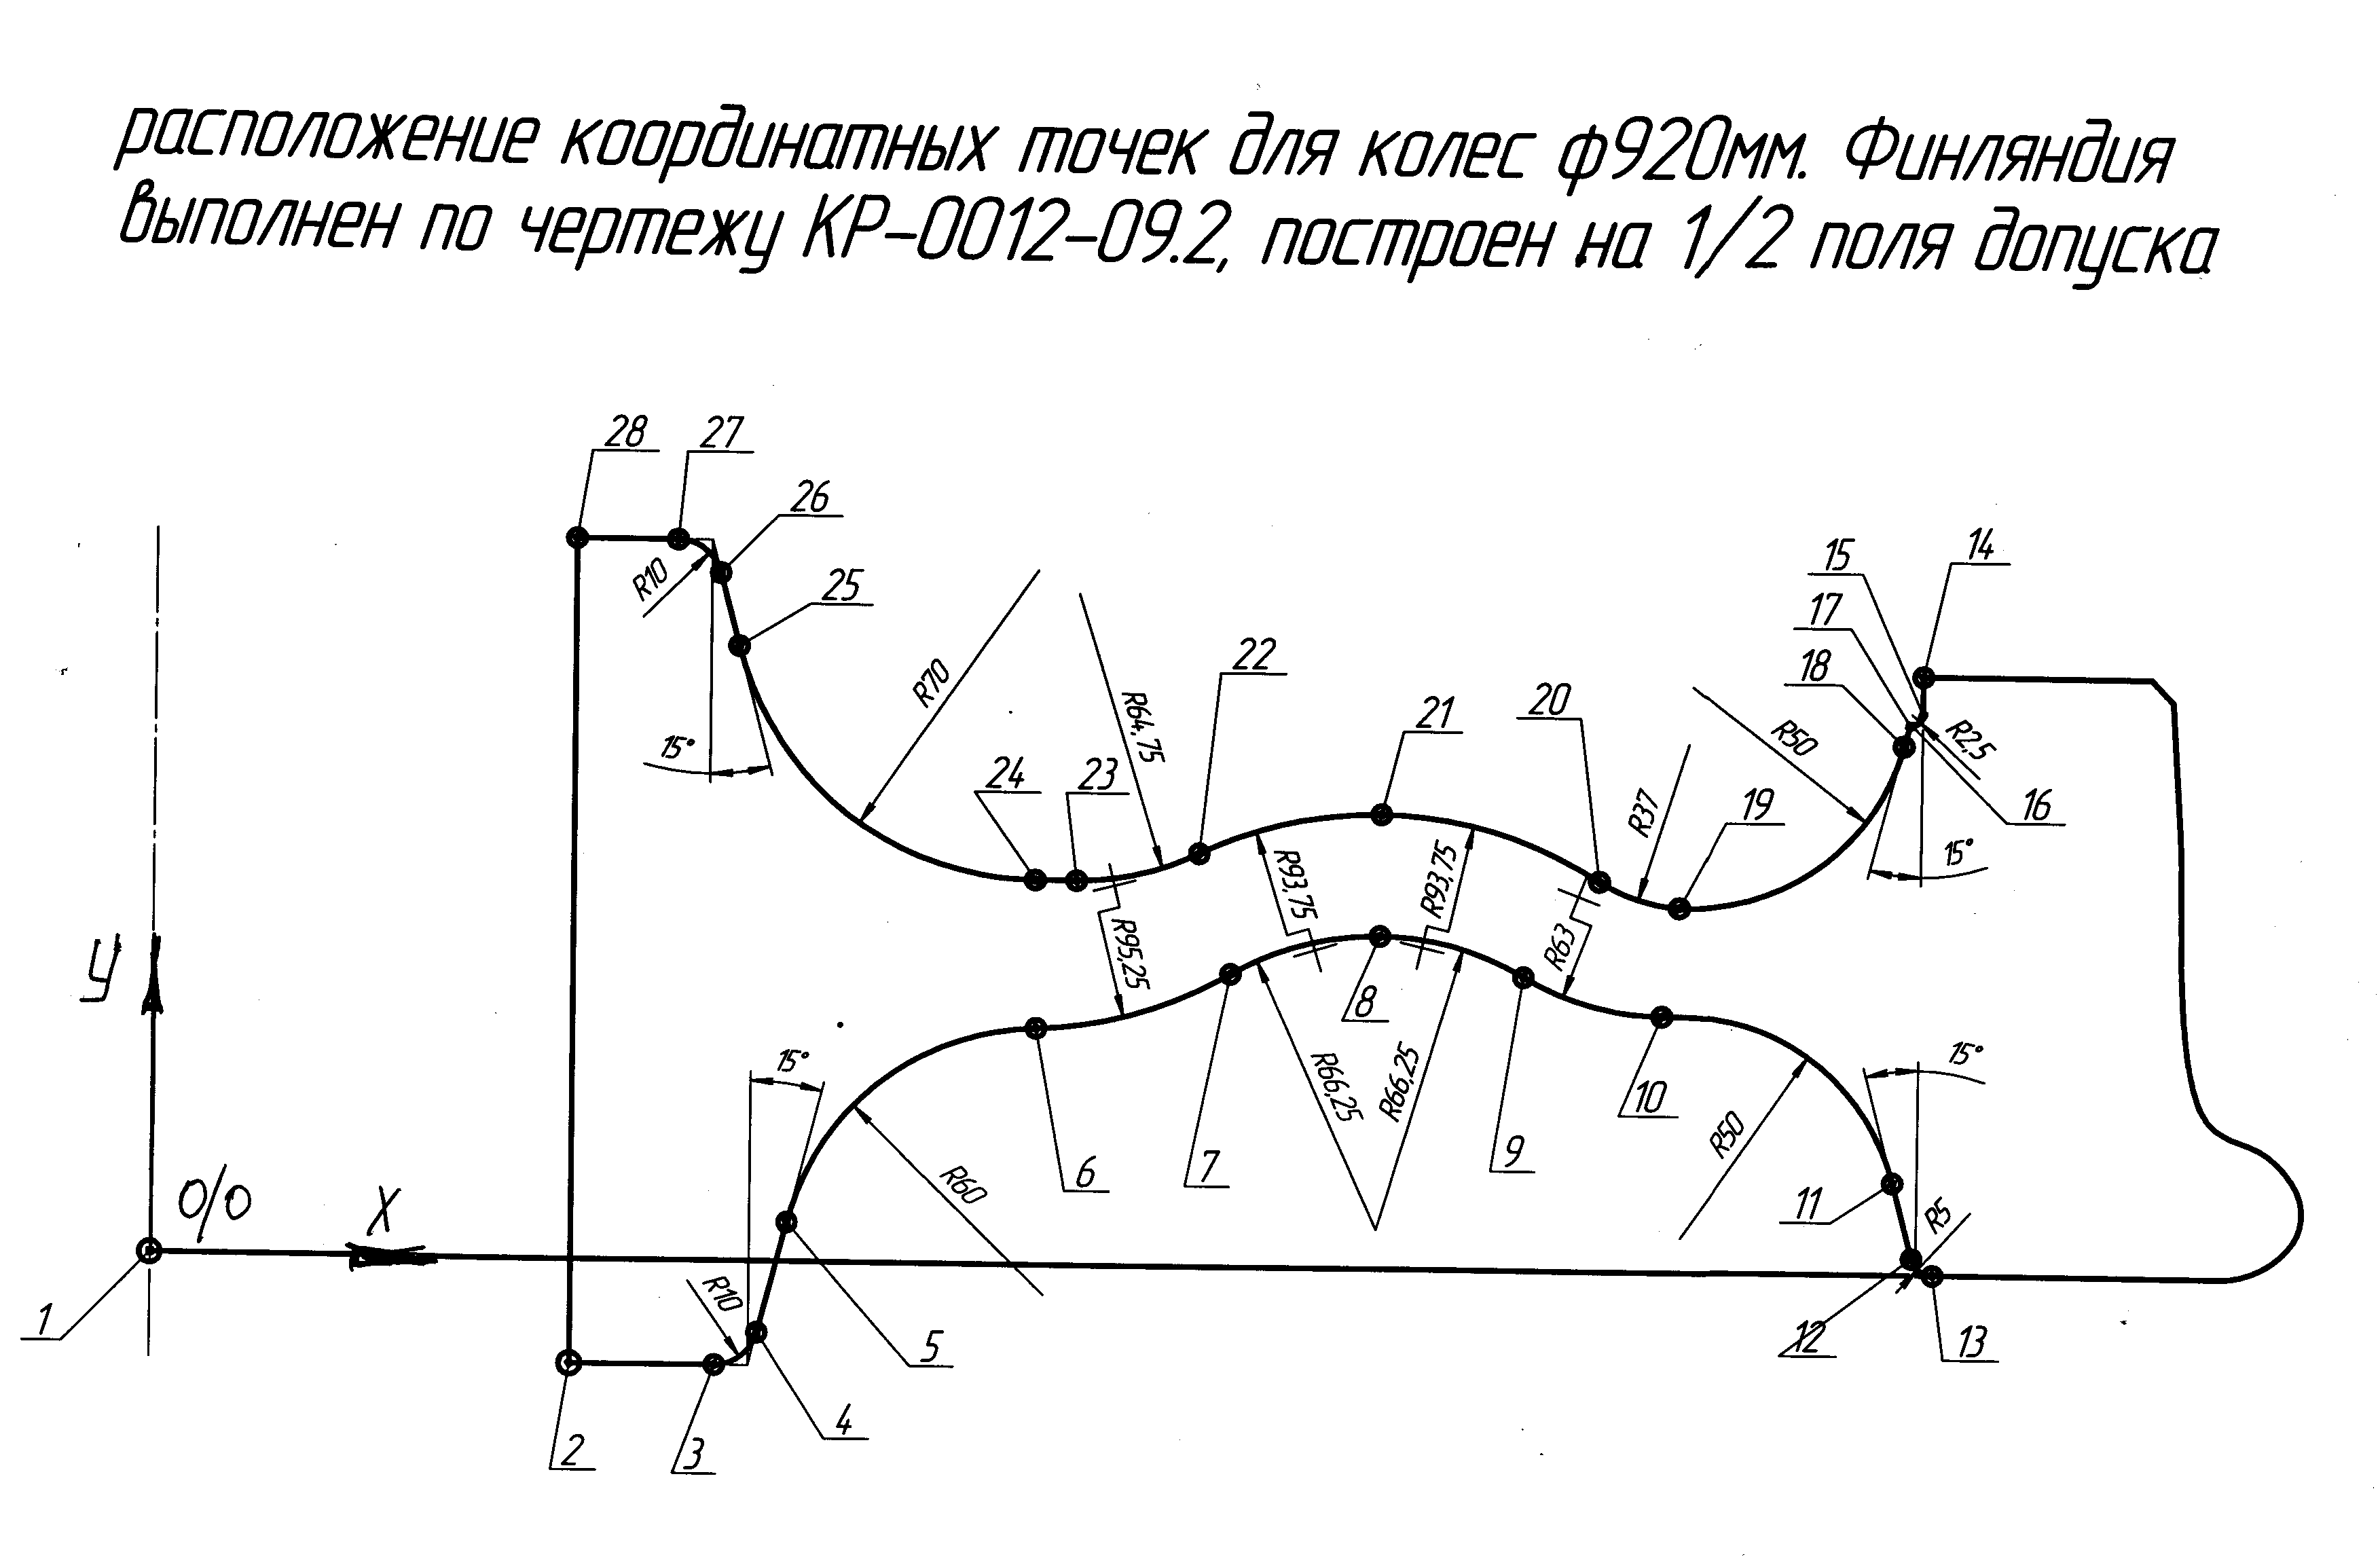 расположение координатных точек для колес ф920мм. Финляндия
выполнен по чертежу КР-0012-09.2, построен на 1/2 поля допуска
28
27
26
R10
25
15°
R70
R64,75
22
24
23
21
20
R37
R50
19
15
14
17
18
R2,5
16
15°
R93,75
R93,75
R95,25
R63
8
У
0/0
X
1
15°
R60
6
7
R66,25
R66,25
9
10
R50
15°
11
R5
12
13
R10
5
4
3
2